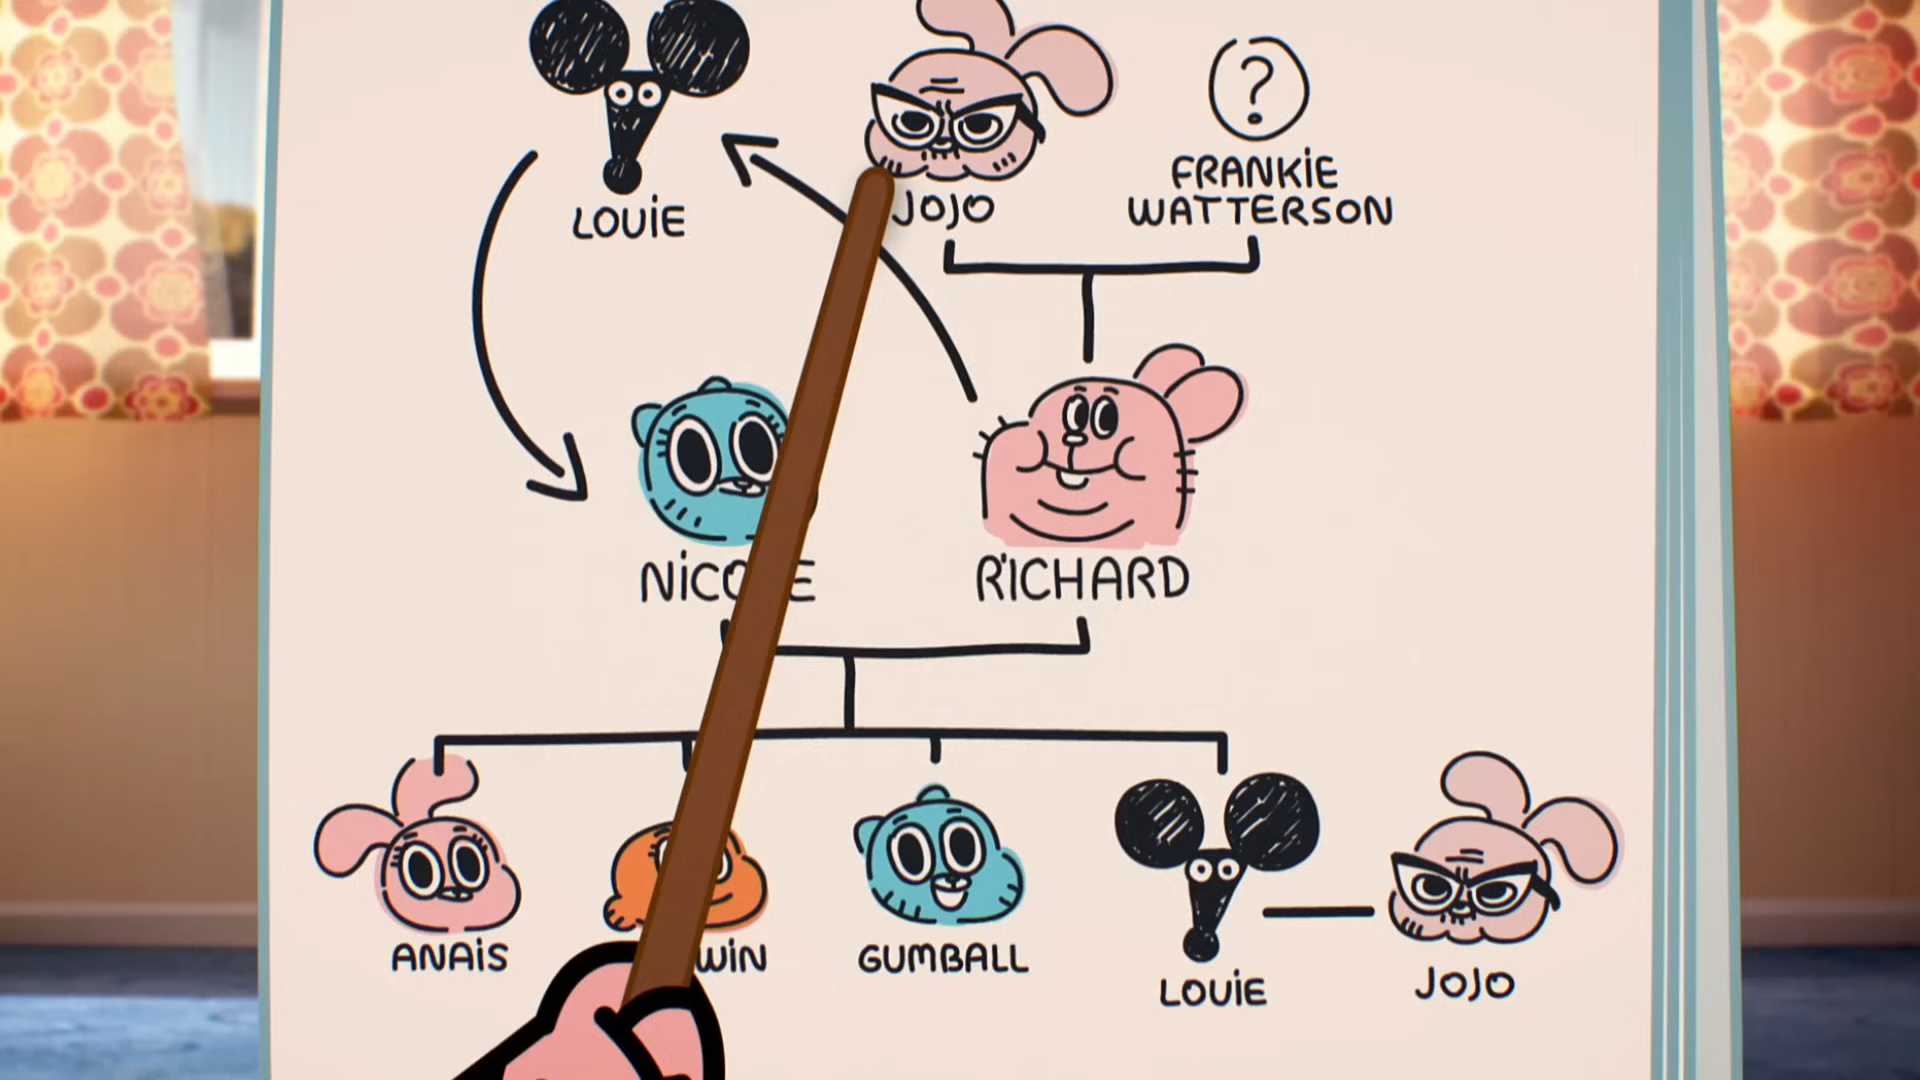 ?
LOUIE
JOJO
FRANKIE
WATTERSON
RICHARD
ANAIS
GUMBALL
LOUIE
JOJO